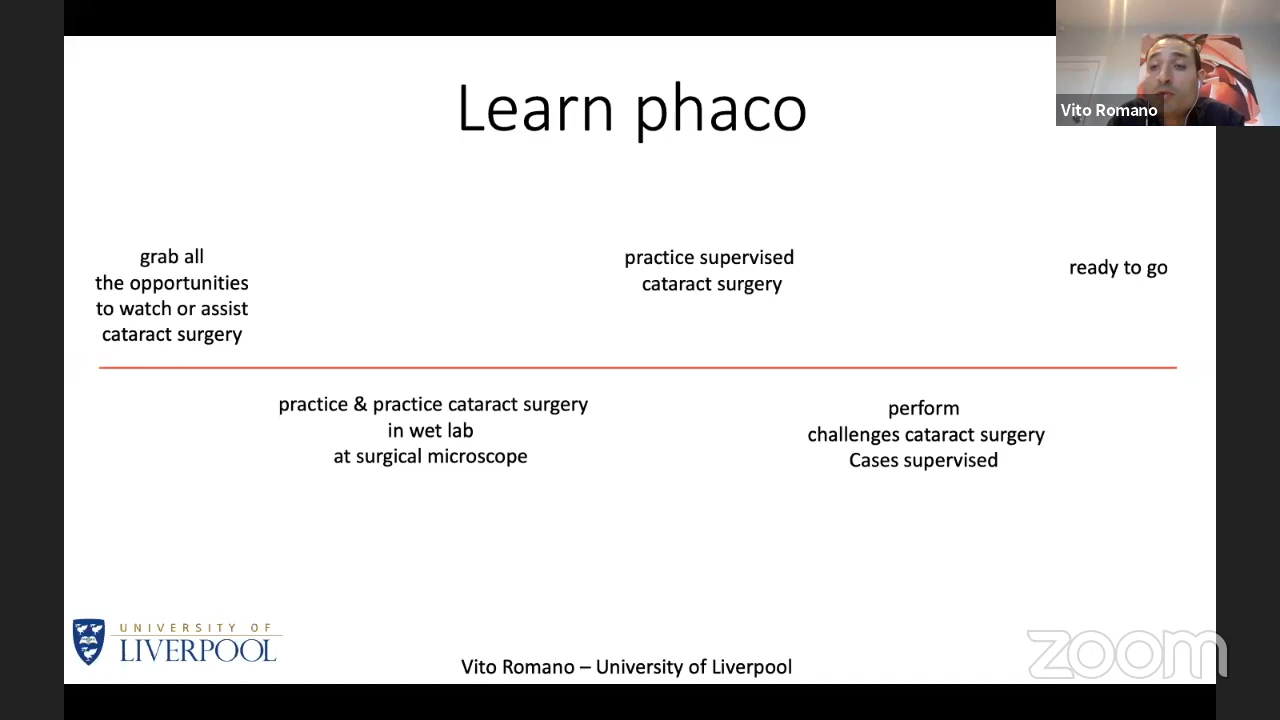 Learn phaco
Vito Romano
grab all
the opportunities
to watch or assist
cataract surgery
practice supervised
cataract surgery
ready to go
practice & practice cataract surgery
in wet lab
at surgical microscope
perform
challenges cataract surgery
Cases supervised
UNIVERSITY OF
LIVERPOOL
Vito Romano – University of Liverpool
zoom